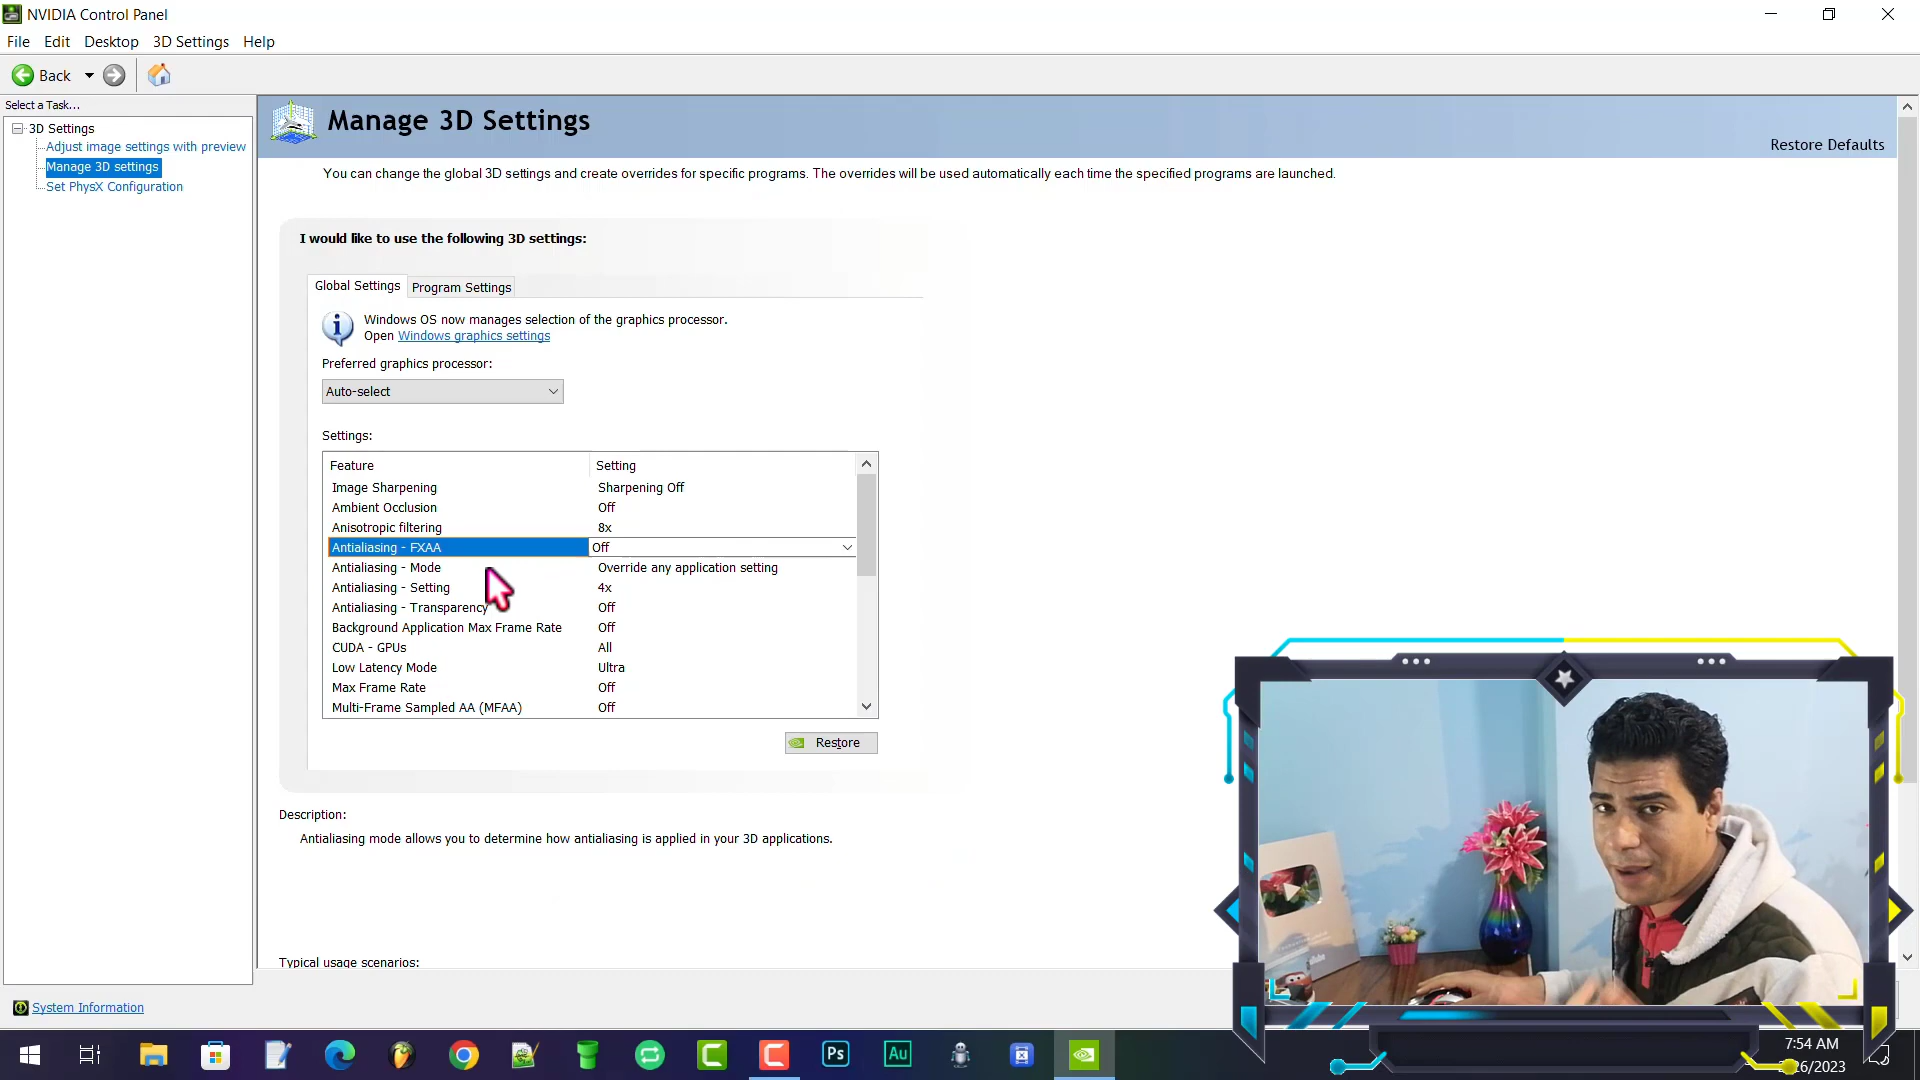 NVIDIA Control Panel
File Edit Desktop 3D Settings Help
Back
Select a Task...
3D Settings
Adjust image settings with preview
Manage 3D settings
Set PhysX Configuration
Manage 3D Settings
Restore Defaults
You can change the global 3D settings and create overrides for specific programs. The overrides will be used automatically each time the specified programs are launched.
I would like to use the following 3D settings:
Global Settings Program Settings
Windows OS now manages selection of the graphics processor.
Open Windows graphics settings
Preferred graphics processor:
Auto-select
Settings:
Feature Setting
Image Sharpening Sharpening Off
Ambient Occlusion Off
Anisotropic filtering 8x
Antialiasing - FXAA Off
Antialiasing - Mode Override any application setting
Antialiasing - Setting 4x
Antialiasing - Transparency Off
Background Application Max Frame Rate Off
CUDA - GPUs All
Low Latency Mode Ultra
Max Frame Rate Off
Multi-Frame Sampled AA (MFAA) Off
Restore
Description:
Antialiasing mode allows you to determine how antialiasing is applied in your 3D applications.
Typical usage scenarios:
System Information
Ps
Au
7:54 AM
26/2023